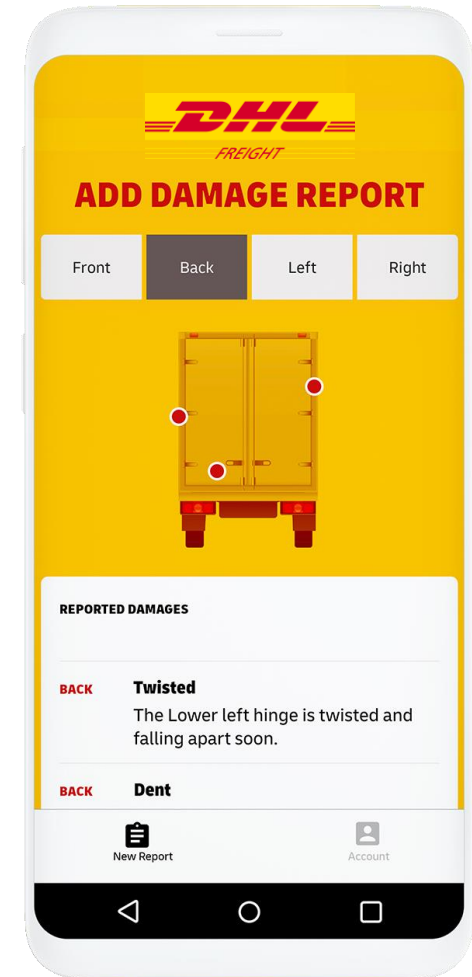 DHL
FREIGHT
ADD DAMAGE REPORT
Front Back Left Right
REPORTED DAMAGES
BACK Twisted
The Lower left hinge is twisted and
falling apart soon.
BACK Dent
New Report Account